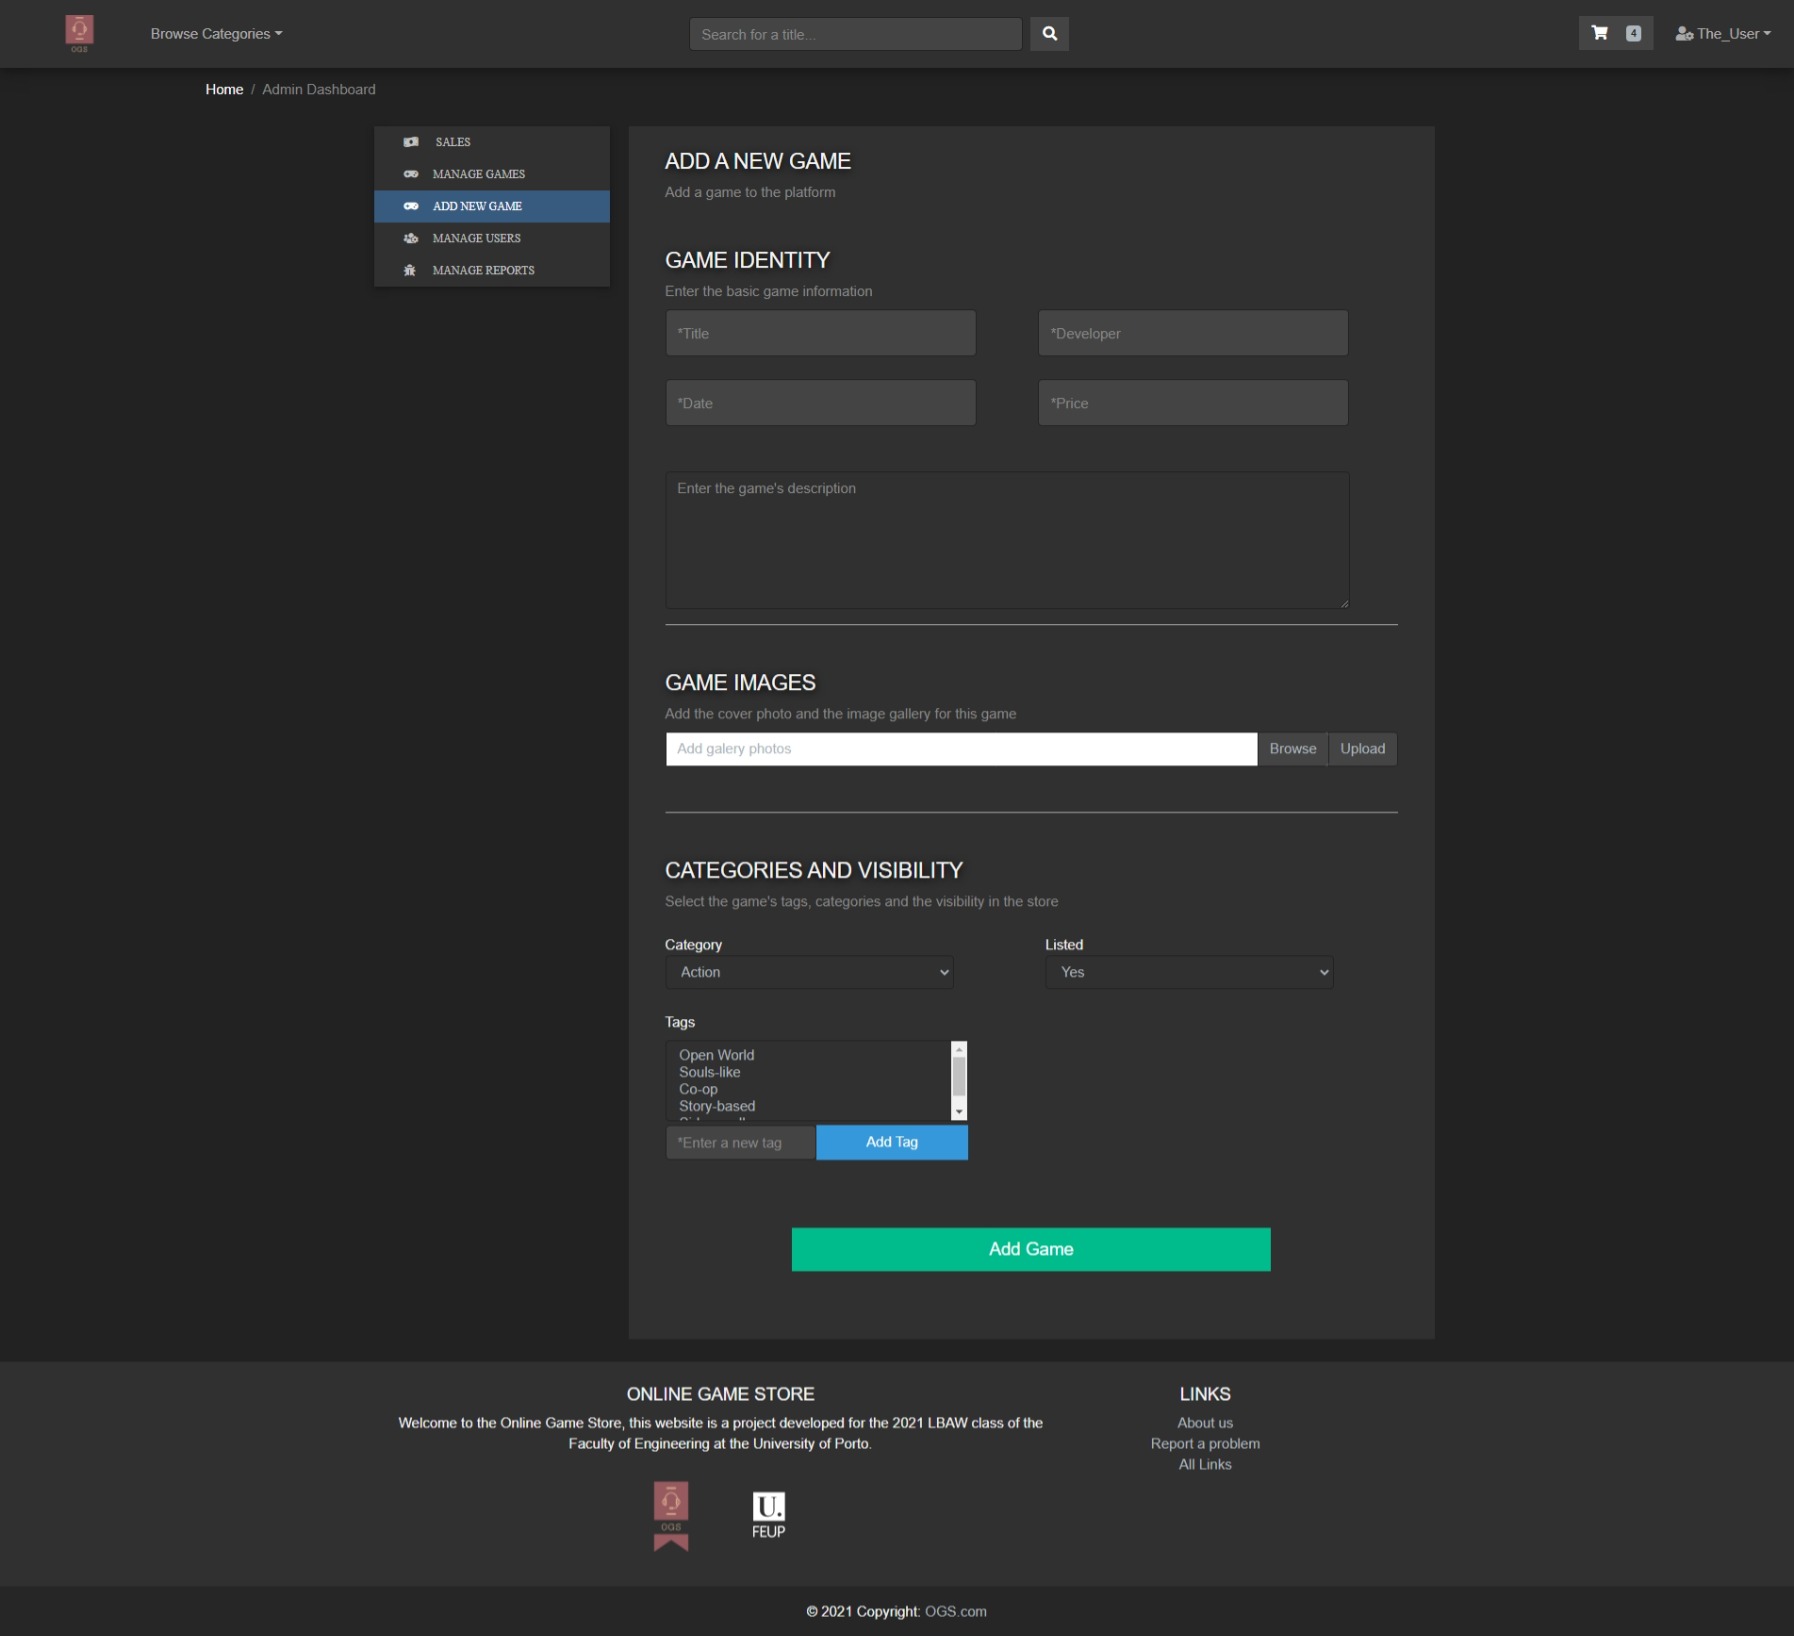 OGS
Browse Categories
Search for a title...
4
The_User
Home / Admin Dashboard
SALES
MANAGE GAMES
ADD NEW GAME
MANAGE USERS
MANAGE REPORTS
ADD A NEW GAME
Add a game to the platform
GAME IDENTITY
Enter the basic game information
*Title
*Developer
*Date
*Price
Enter the game's description
GAME IMAGES
Add the cover photo and the image gallery for this game
Add galery photos
Browse
Upload
CATEGORIES AND VISIBILITY
Select the game's tags, categories and the visibility in the store
Category
Listed
Action
Yes
Tags
Open World
Souls-like
Co-op
Story-based
*Enter a new tag
Add Tag
Add Game
ONLINE GAME STORE
Welcome to the Online Game Store, this website is a project developed for the 2021 LBAW class of the
Faculty of Engineering at the University of Porto.
LINKS
About us
Report a problem
All Links
OGS
U.
FEUP
© 2021 Copyright: OGS.com